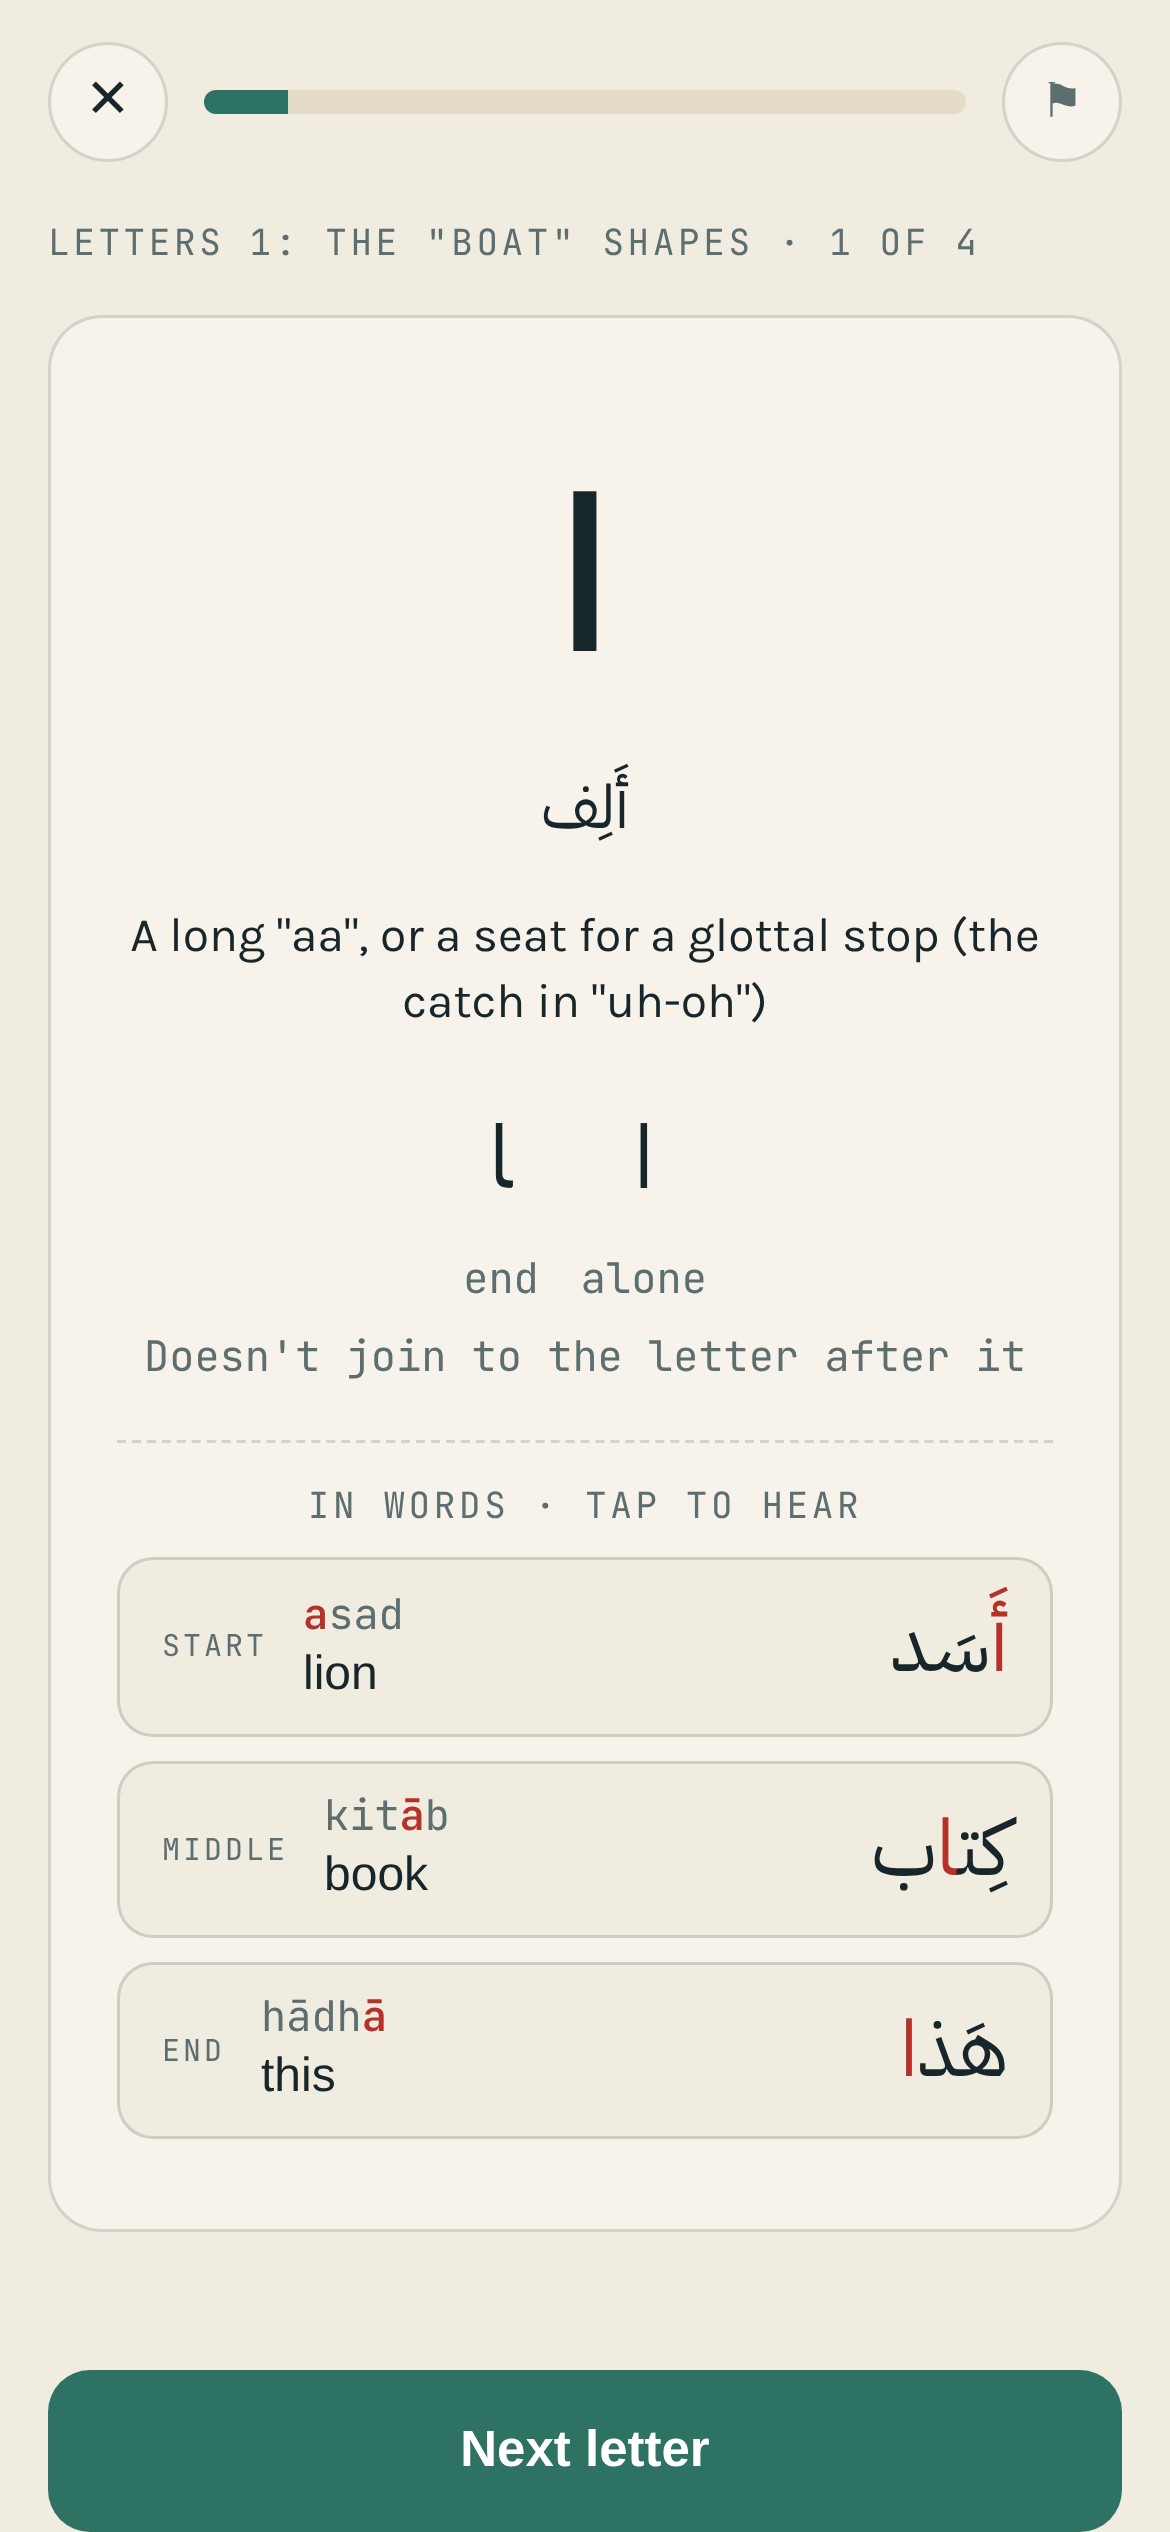 ✕
⚑
LETTERS 1: THE "BOAT" SHAPES · 1 OF 4
ا
أَلِف
A long "aa", or a seat for a glottal stop (the
catch in "uh-oh")
ا ـا
end alone
Doesn't join to the letter after it
IN WORDS · TAP TO HEAR
START
asad
lion
أَسَد
MIDDLE
kitāb
book
كِتاب
END
hādhā
this
هَذا
Next letter